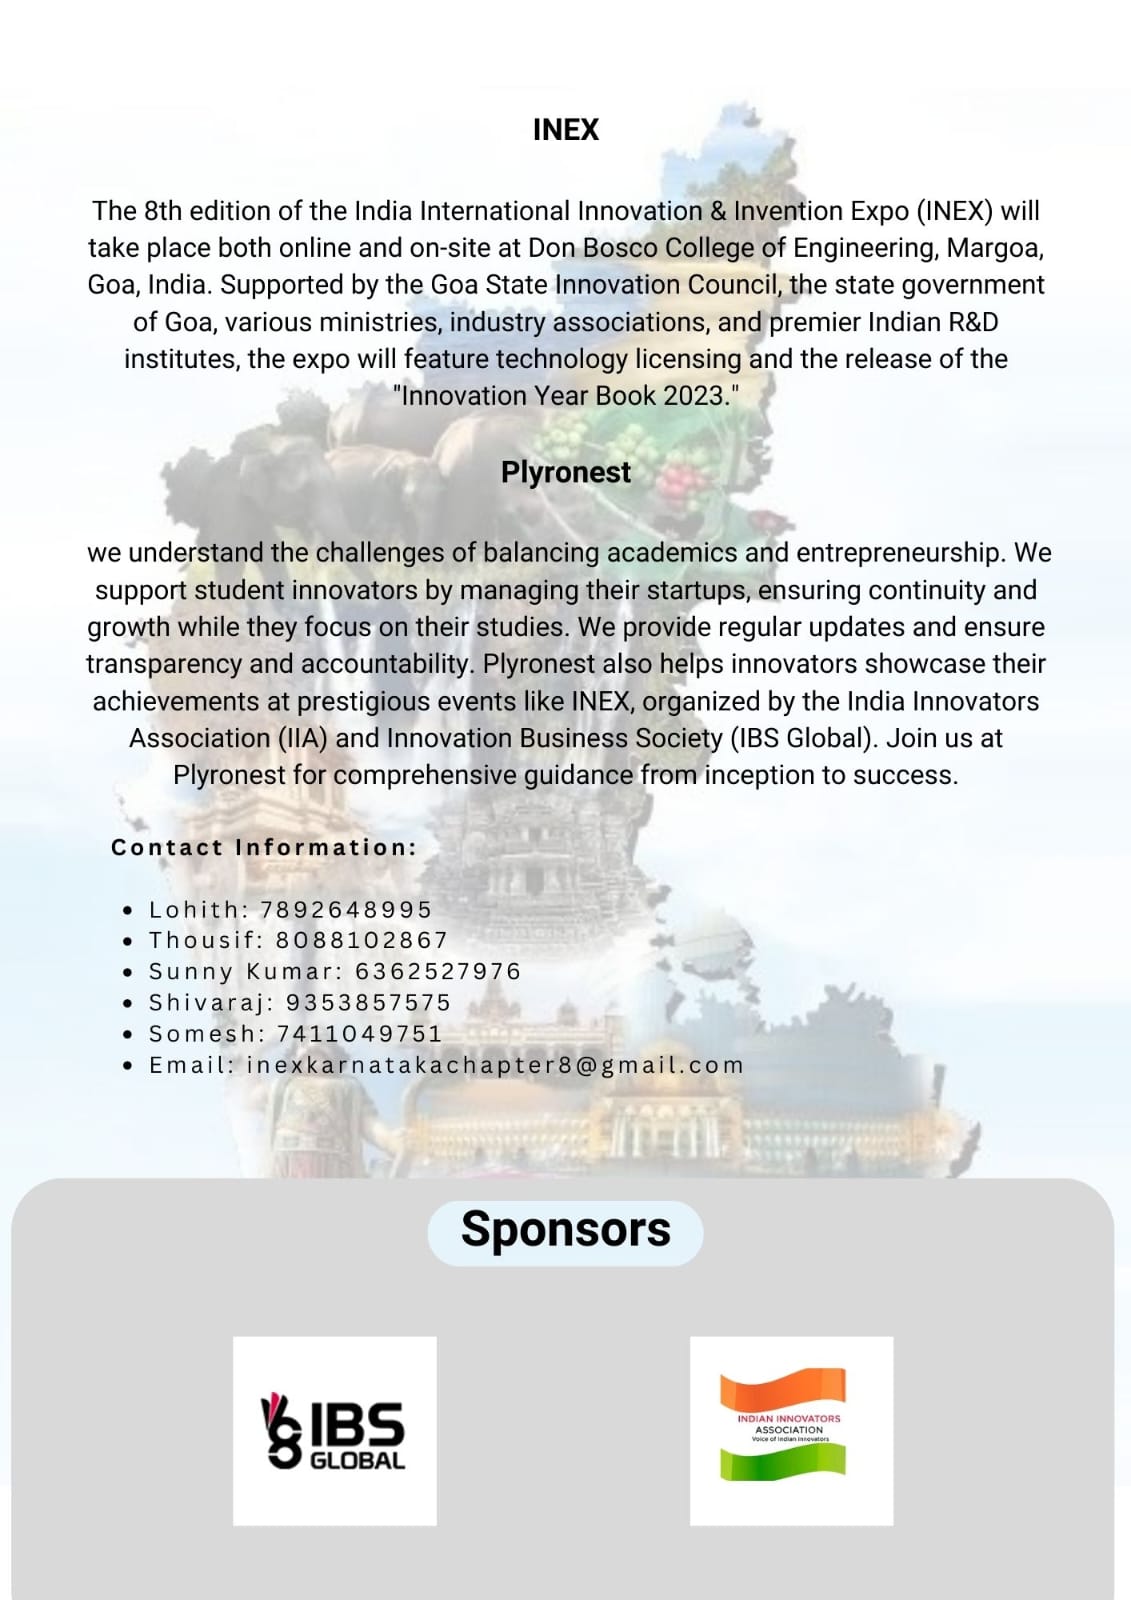 INEX
The 8th edition of the India International Innovation & Invention Expo (INEX) will
take place both online and on-site at Don Bosco College of Engineering, Margoa,
Goa, India. Supported by the Goa State Innovation Council, the state government
of Goa, various ministries, industry associations, and premier Indian R&D
institutes, the expo will feature technology licensing and the release of the
"Innovation Year Book 2023."
Plyronest
we understand the challenges of balancing academics and entrepreneurship. We
support student innovators by managing their startups, ensuring continuity and
growth while they focus on their studies. We provide regular updates and ensure
transparency and accountability. Plyronest also helps innovators showcase their
achievements at prestigious events like INEX, organized by the India Innovators
Association (IIA) and Innovation Business Society (IBS Global). Join us at
Plyronest for comprehensive guidance from inception to success.
Contact Information:
• Lohith: 7892648995
• Thousif: 8088102867
• Sunny Kumar: 6362527976
• Shivaraj: 9353857575
• Somesh: 7411049751
• Email: inexkarnatakachapter8@gmail.com
Sponsors
IBS
GLOBAL
INDIAN INNOVATORS
ASSOCIATION
Voice of Indian Innovators